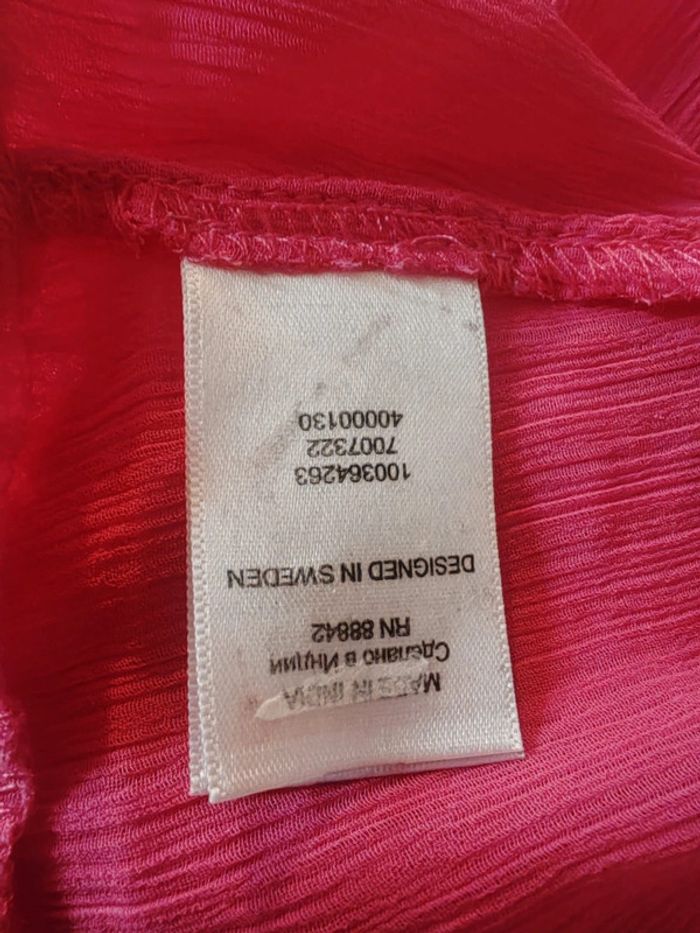 MADE IN INDIA
Сделано в Индии
RN 88842
DESIGNED IN SWEDEN
100364263
7007322
40000130